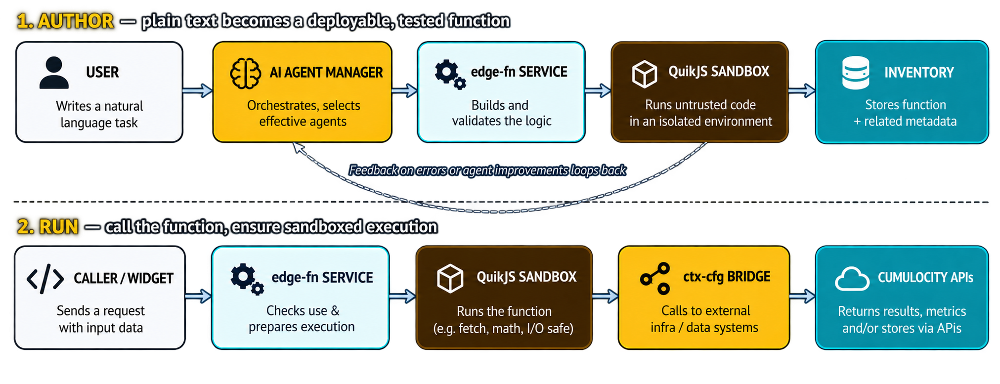 1. AUTHOR — plain text becomes a deployable, tested function
USER
Writes a natural
language task
AI AGENT MANAGER
Orchestrates, selects
effective agents
edge-fn SERVICE
Builds and
validates the logic
QuikJS SANDBOX
Runs untrusted code
in an isolated environment
INVENTORY
Stores function
+ related metadata
Feedback on errors or agent improvements loops back
2. RUN — call the function, ensure sandboxed execution
CALLER / WIDGET
Sends a request
with input data
edge-fn SERVICE
Checks use &
prepares execution
QuikJS SANDBOX
Runs the function
(e.g. fetch, math, I/O safe)
ctx-cfg BRIDGE
Calls to external
infra / data systems
CUMULOCITY APIs
Returns results, metrics
and/or stores via APIs